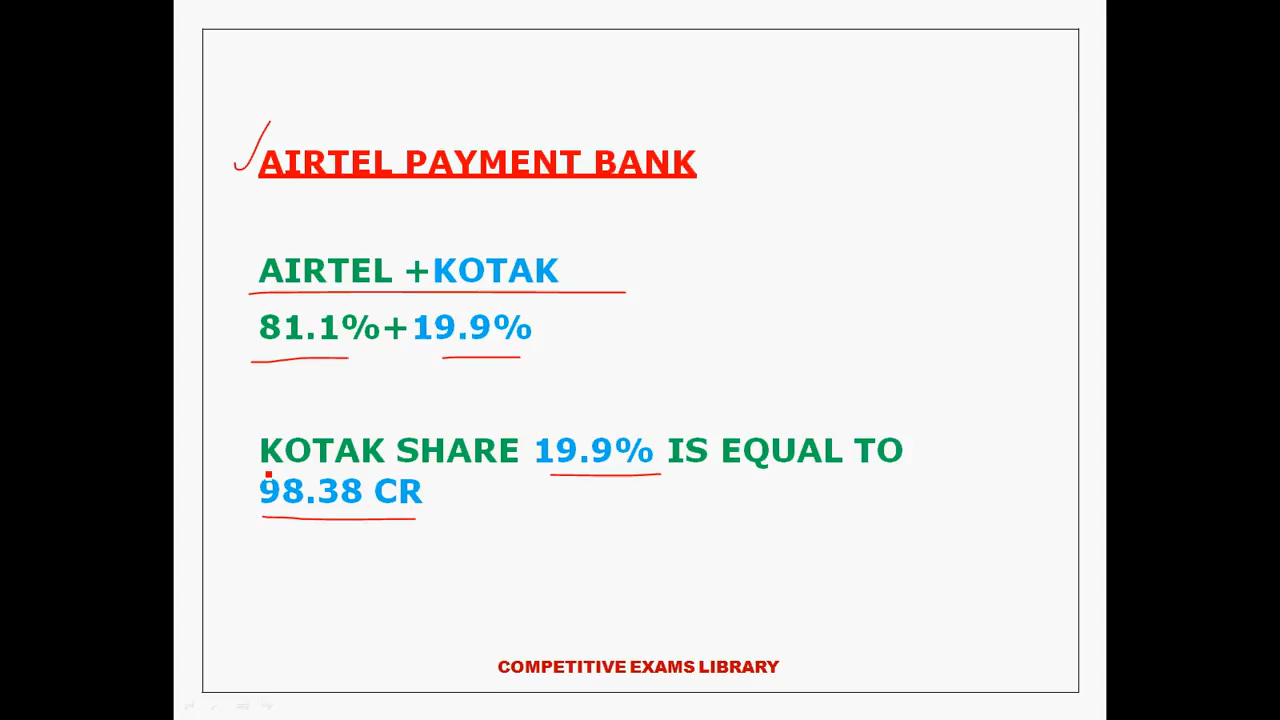 AIRTEL PAYMENT BANK
AIRTEL +KOTAK
81.1%+19.9%
KOTAK SHARE 19.9% IS EQUAL TO
98.38 CR
COMPETITIVE EXAMS LIBRARY